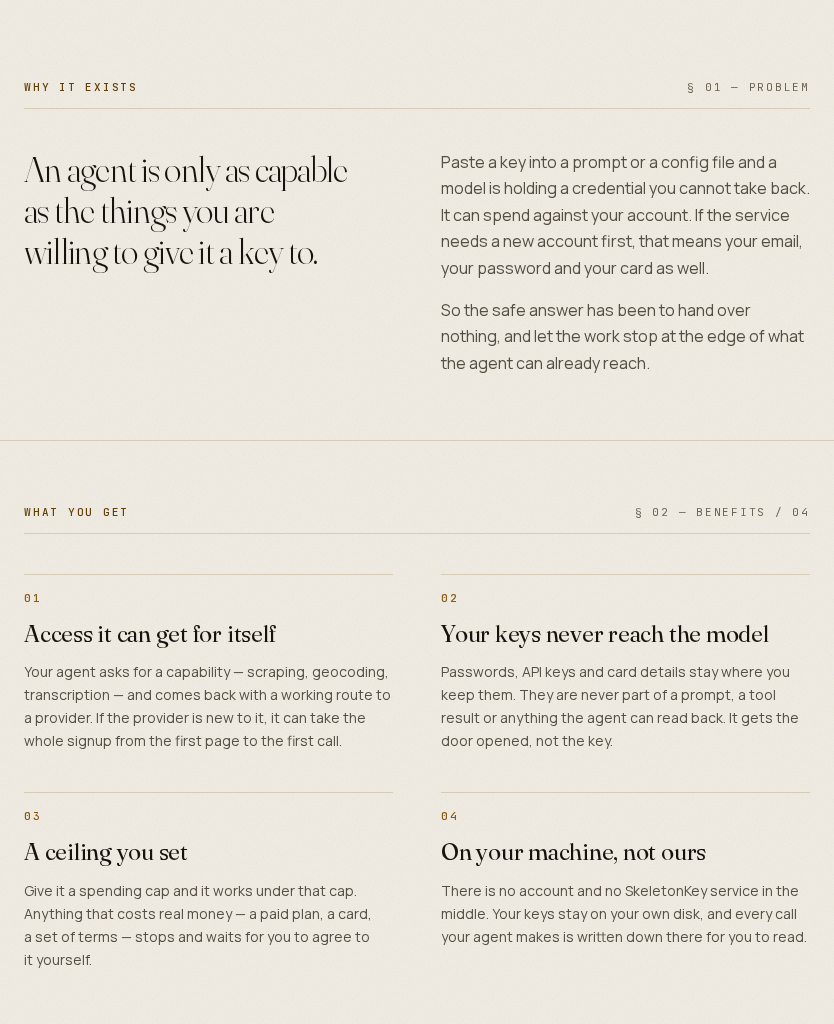 WHY IT EXISTS
§ 01 — PROBLEM
An agent is only as capable
as the things you are
willing to give it a key to.
Paste a key into a prompt or a config file and a
model is holding a credential you cannot take back.
It can spend against your account. If the service
needs a new account first, that means your email,
your password and your card as well.
So the safe answer has been to hand over
nothing, and let the work stop at the edge of what
the agent can already reach.
WHAT YOU GET
§ 02 — BENEFITS / 04
01
Access it can get for itself
Your agent asks for a capability — scraping, geocoding,
transcription — and comes back with a working route to
a provider. If the provider is new to it, it can take the
whole signup from the first page to the first call.
02
Your keys never reach the model
Passwords, API keys and card details stay where you
keep them. They are never part of a prompt, a tool
result or anything the agent can read back. It gets the
door opened, not the key.
03
A ceiling you set
Give it a spending cap and it works under that cap.
Anything that costs real money — a paid plan, a card,
a set of terms — stops and waits for you to agree to
it yourself.
04
On your machine, not ours
There is no account and no SkeletonKey service in the
middle. Your keys stay on your own disk, and every call
your agent makes is written down there for you to read.